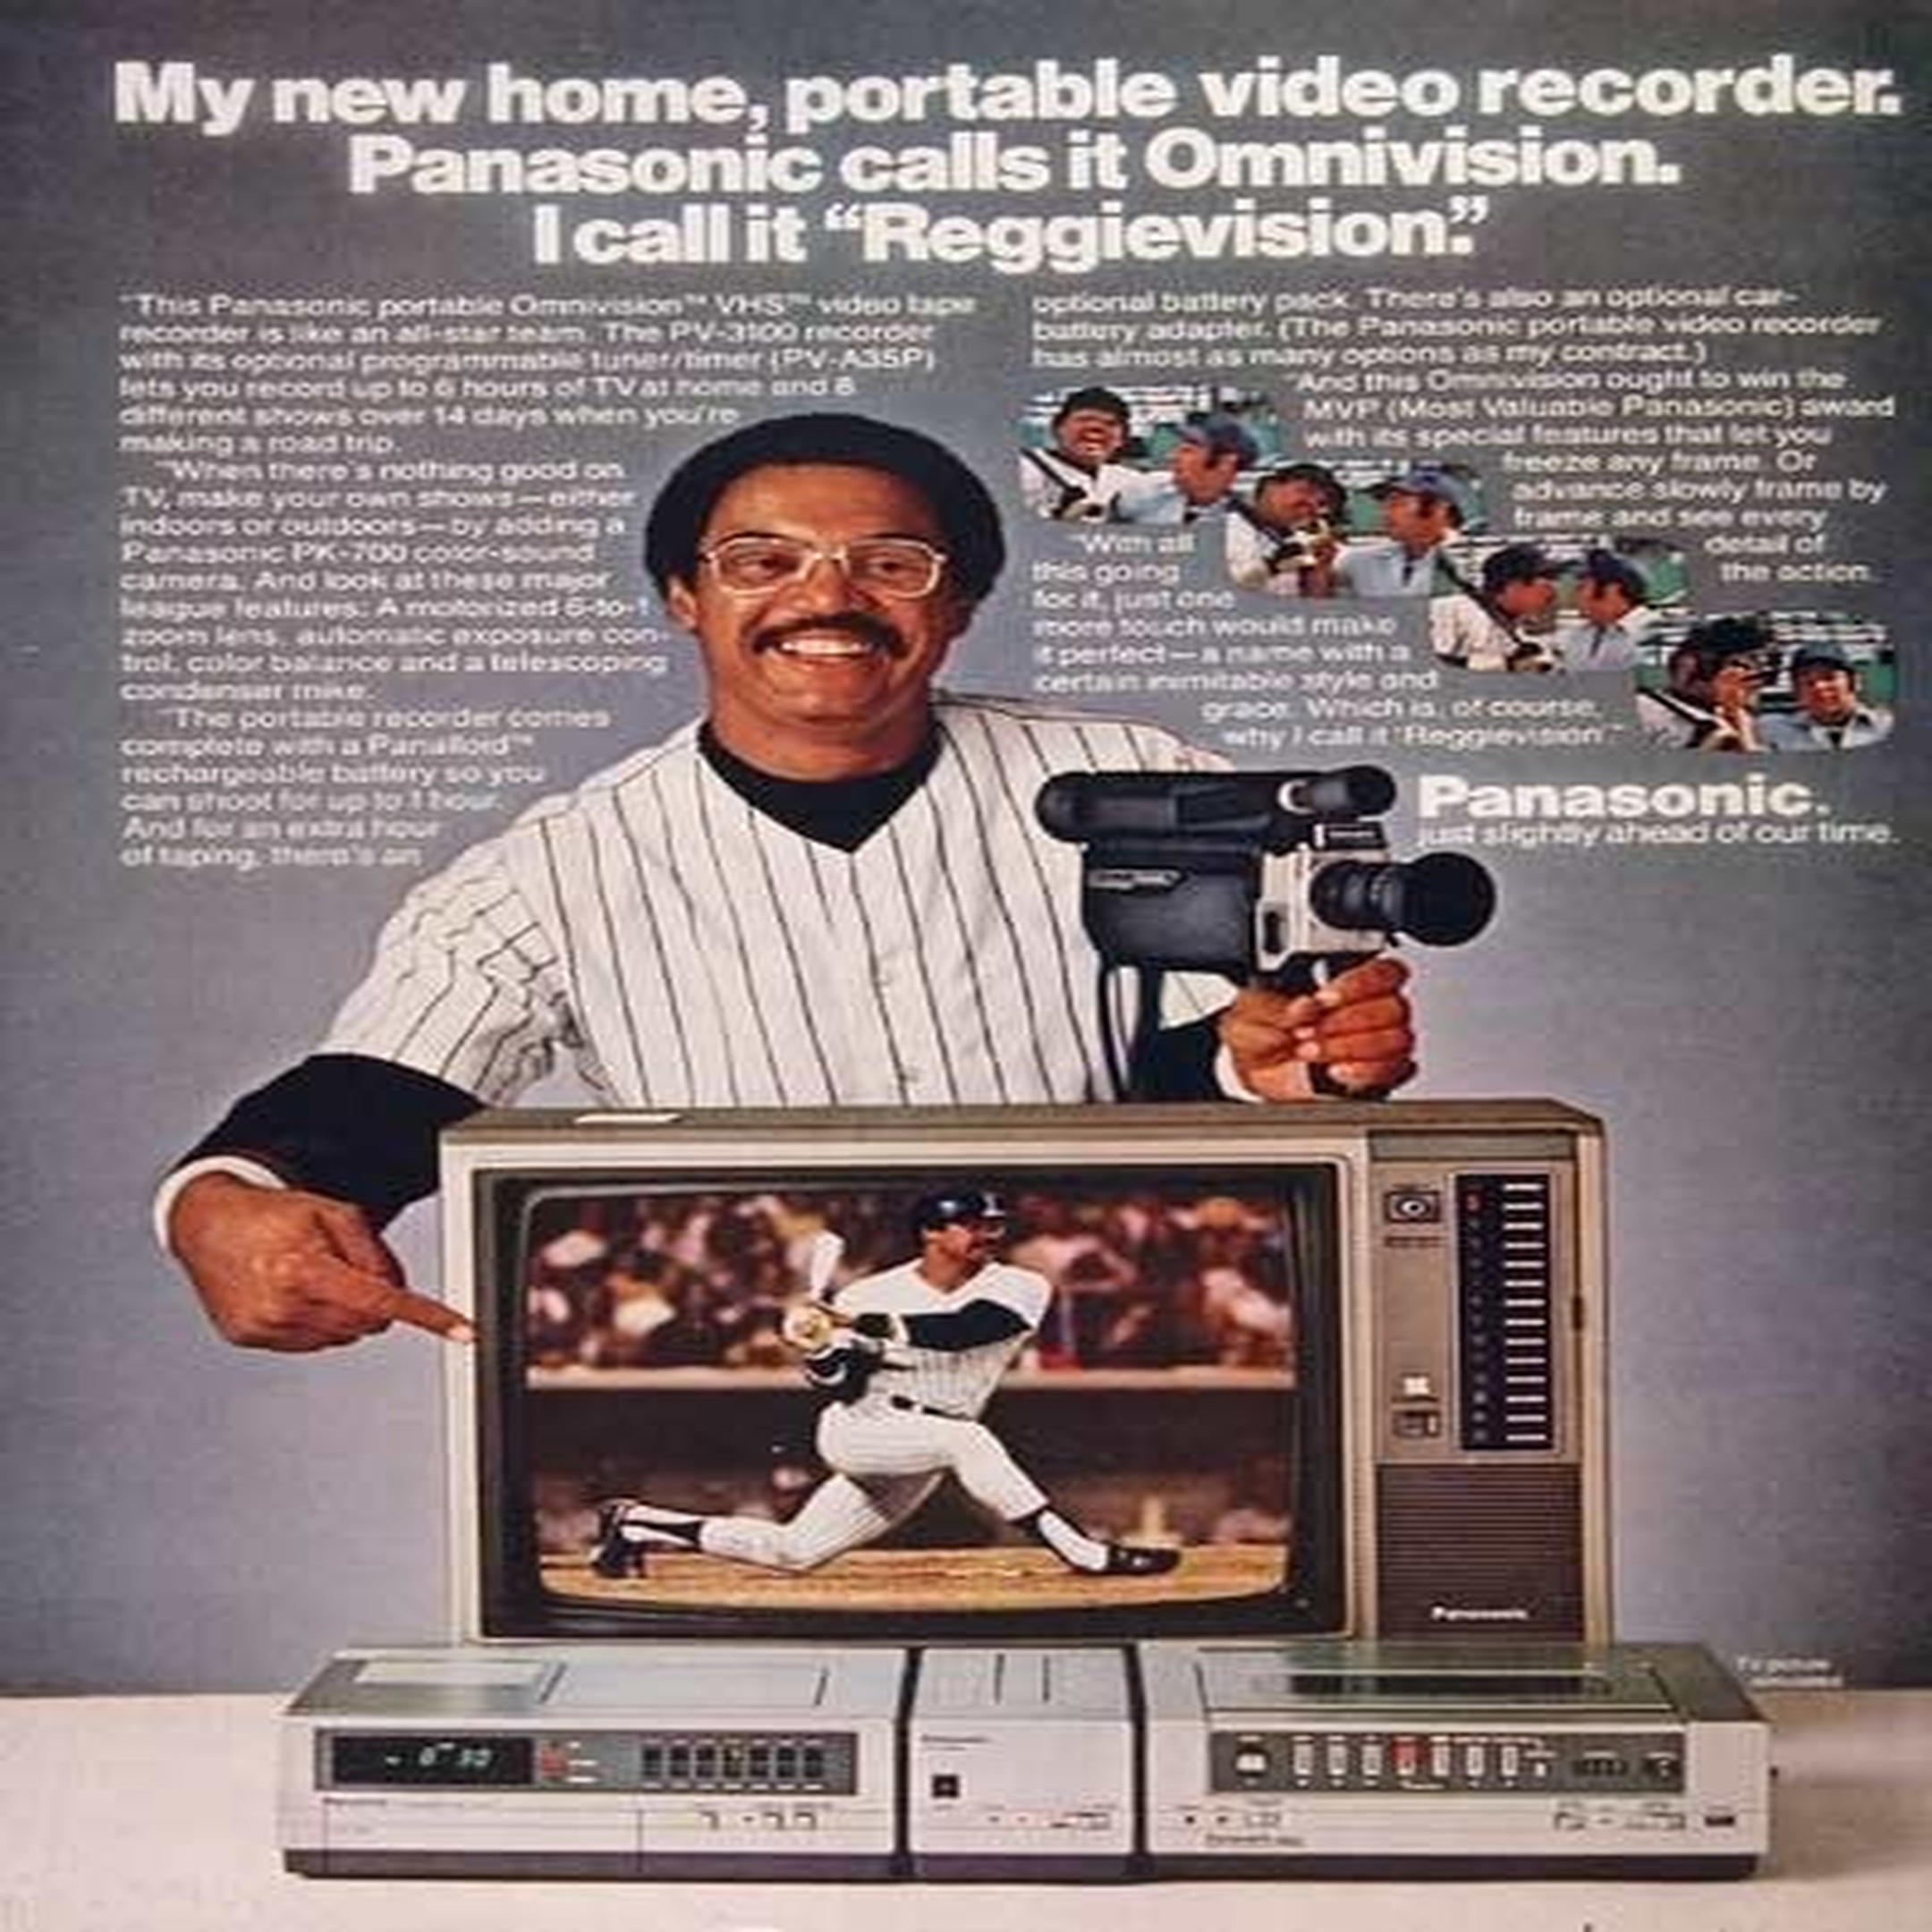 My new home, portable video recorder.
Panasonic calls it Omnivision.
I call it “Reggievision.”
“This Panasonic portable Omnivision™ VHS™ video tape
recorder is like an all-star team. The PV-3100 recorder
with its optional programmable tuner/timer (PV-A35P)
lets you record up to 6 hours of TV at home and 8
different shows over 14 days when you're
making a road trip.
“When there's nothing good on
TV, make your own shows—either
indoors or outdoors—by adding a
Panasonic PK-700 color-sound
camera. And look at these major
league features: A motorized 6-to-1
zoom lens, automatic exposure con-
trol, color balance and a telescoping
condenser mike.
“The portable recorder comes
complete with a Panalloid™
rechargeable battery so you
can shoot for up to 1 hour.
And for an extra hour
of taping, there's an
optional battery pack. There's also an optional car-
battery adapter. (The Panasonic portable video recorder
has almost as many options as my contract.)
“And this Omnivision ought to win the
MVP (Most Valuable Panasonic) award
with its special features that let you
freeze any frame. Or
advance slowly frame by
frame and see every
detail of
the action.
“With all
this going
for it, just one
more touch would make
it perfect—a name with a
certain inimitable style and
grace. Which is, of course,
why I call it ‘Reggievision’.”
Panasonic.
just slightly ahead of our time.
Panasonic
TV picture
simulated